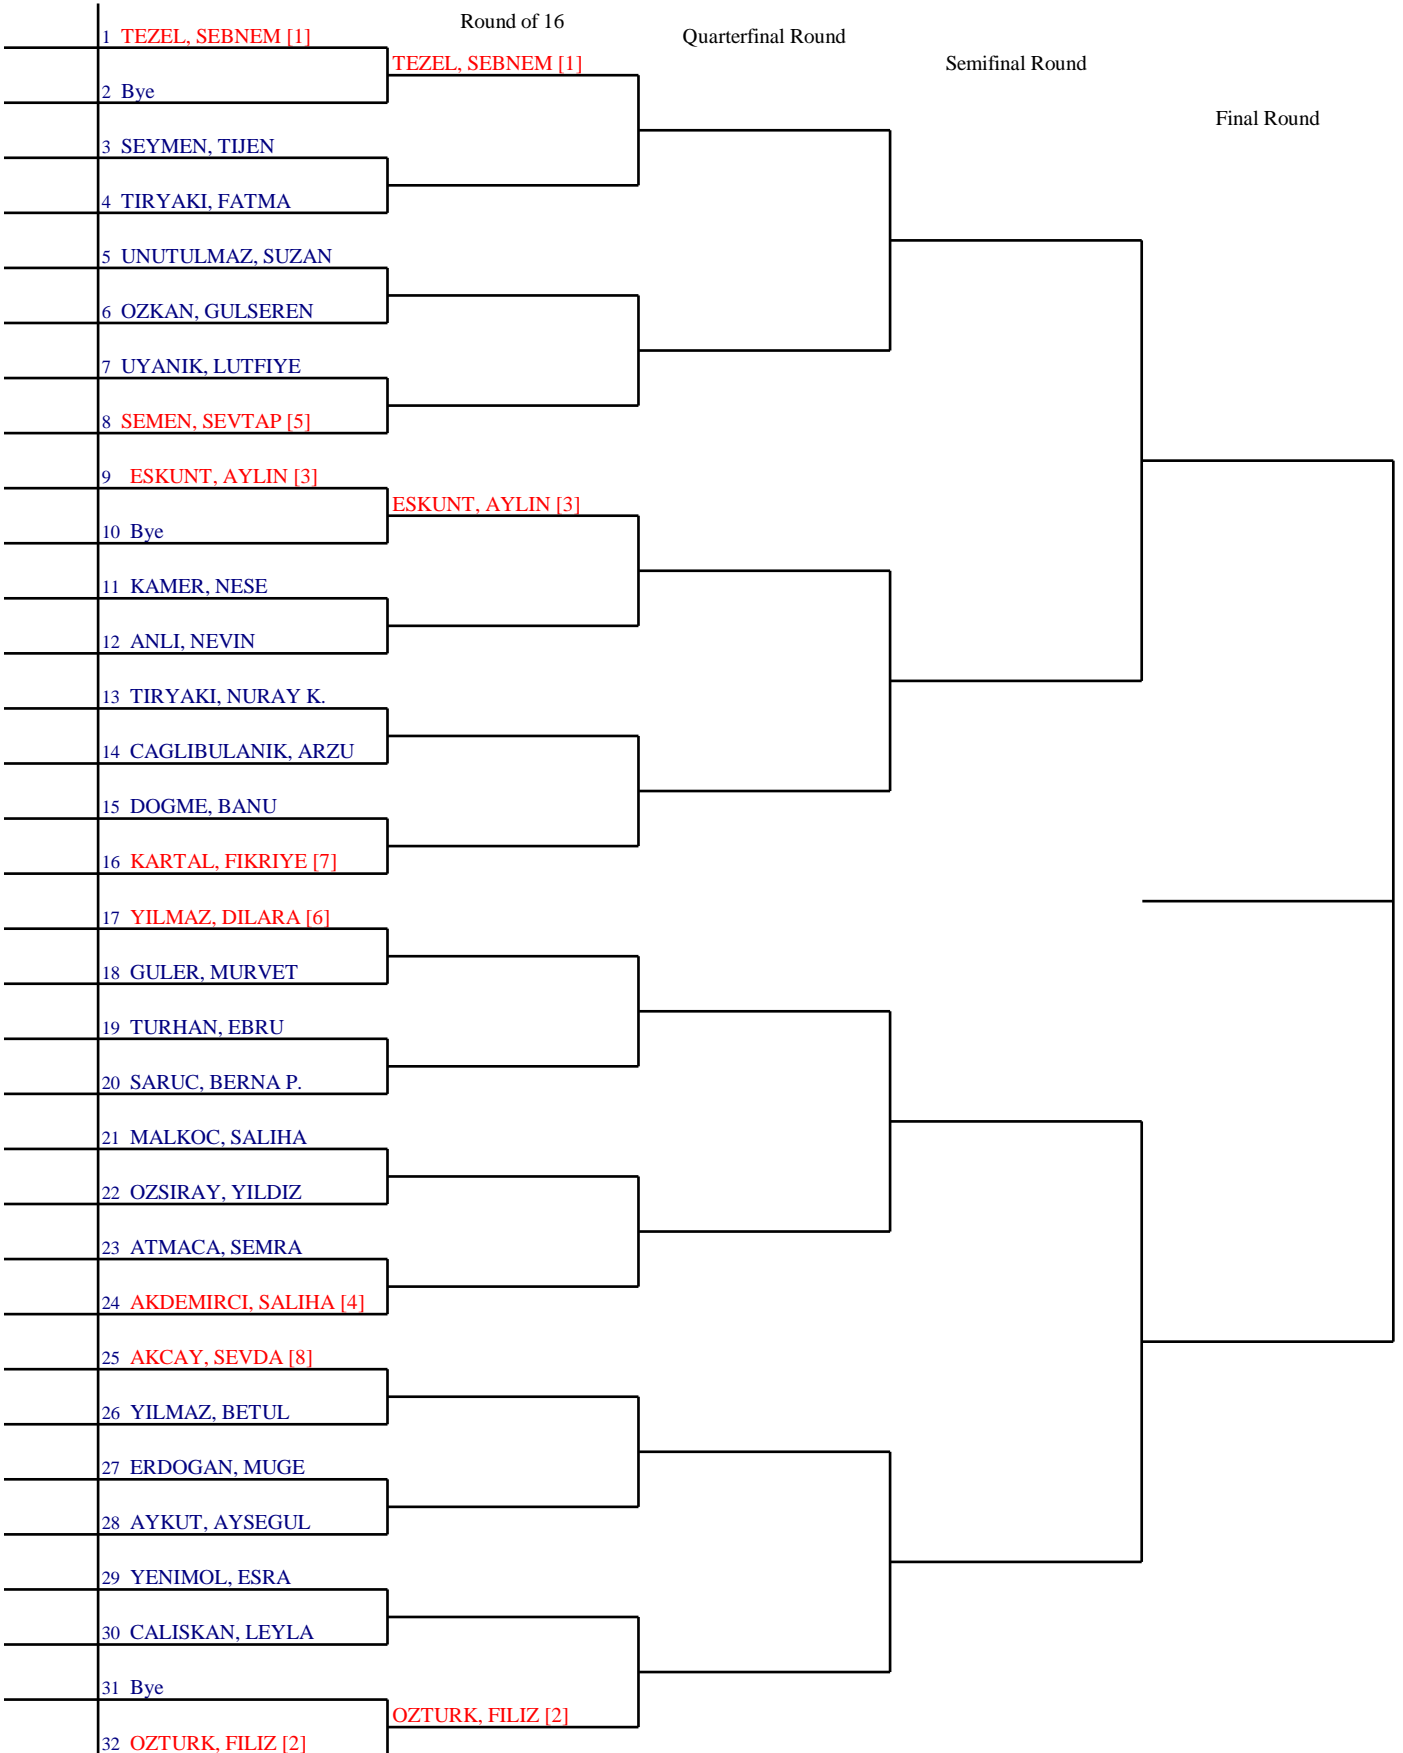 Round of 16
Quarterfinal Round
Semifinal Round
Final Round
1 TEZEL, SEBNEM [1]
TEZEL, SEBNEM [1]
2 Bye
3 SEYMEN, TIJEN
4 TIRYAKI, FATMA
5 UNUTULMAZ, SUZAN
6 OZKAN, GULSEREN
7 UYANIK, LUTFIYE
8 SEMEN, SEVTAP [5]
9 ESKUNT, AYLIN [3]
ESKUNT, AYLIN [3]
10 Bye
11 KAMER, NESE
12 ANLI, NEVIN
13 TIRYAKI, NURAY K.
14 CAGLIBULANIK, ARZU
15 DOGME, BANU
16 KARTAL, FIKRIYE [7]
17 YILMAZ, DILARA [6]
18 GULER, MURVET
19 TURHAN, EBRU
20 SARUC, BERNA P.
21 MALKOC, SALIHA
22 OZSIRAY, YILDIZ
23 ATMACA, SEMRA
24 AKDEMIRCI, SALIHA [4]
25 AKCAY, SEVDA [8]
26 YILMAZ, BETUL
27 ERDOGAN, MUGE
28 AYKUT, AYSEGUL
29 YENIMOL, ESRA
30 CALISKAN, LEYLA
31 Bye
OZTURK, FILIZ [2]
32 OZTURK, FILIZ [2]